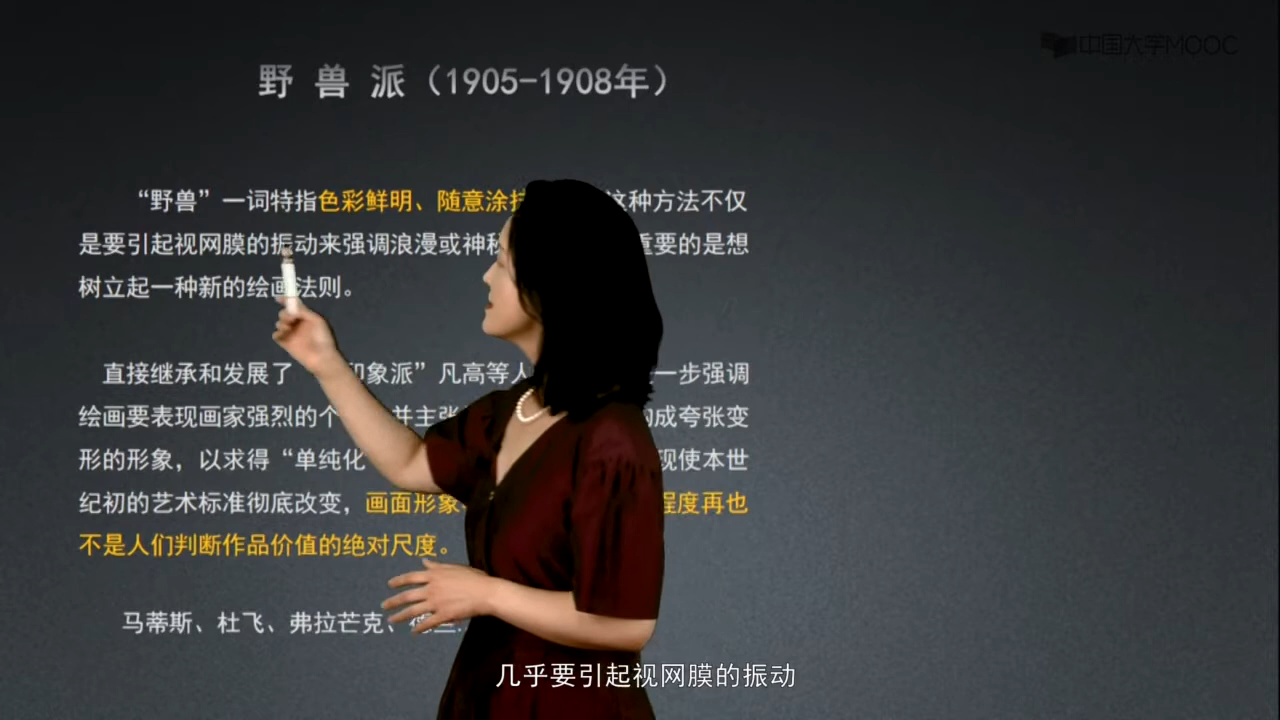 中国大学MOOC
野兽派（1905-1908年）
“野兽”一词特指色彩鲜明、随意涂 这种方法不仅
是要引起视网膜的振动来强调浪漫或神 重要的是想
树立起一种新的绘画法则。
直接继承和发展了 印象派”凡高等人 一步强调
绘画要表现画家强烈的个 并主张 构成夸张变
形的形象，以求得“单纯化 现使本世
纪初的艺术标准彻底改变，画面形象 程度再也
不是人们判断作品价值的绝对尺度。
马蒂斯、杜飞、弗拉芒克、
几乎要引起视网膜的振动